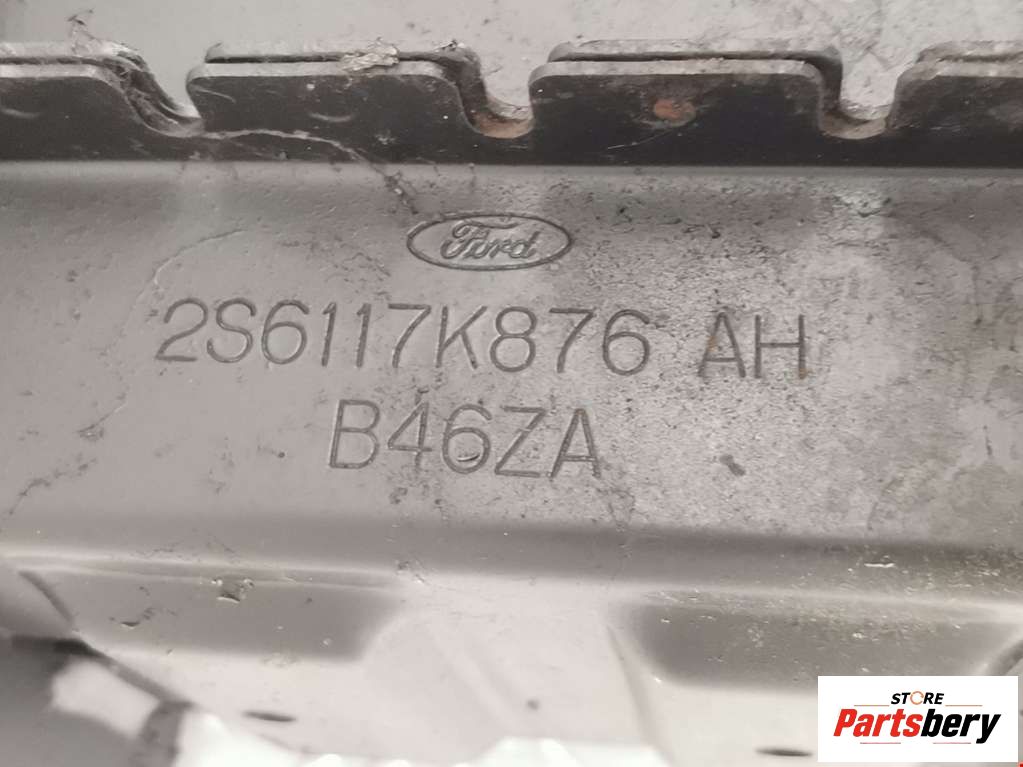 Ford
2S6117K876 AH
B46ZA
STORE
Partsbery